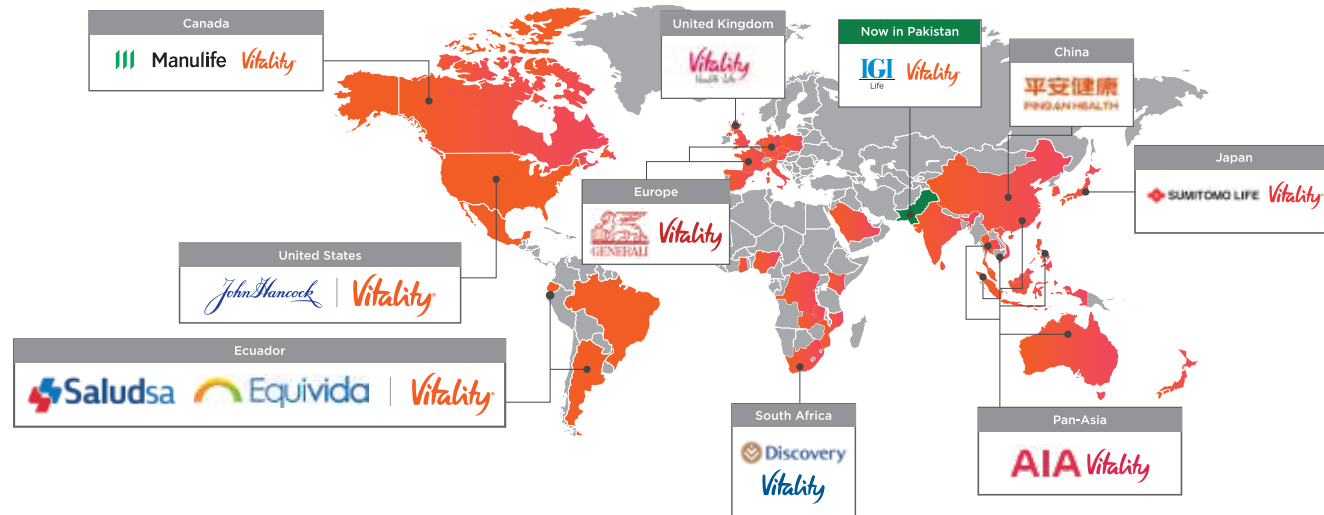 Canada
Manulife Vitality
United Kingdom
Vitality
Health Life
Now in Pakistan
IGI Vitality
Life
China
平安健康
PING AN HEALTH
Japan
SUMITOMO LIFE Vitality
Europe
GENERALI Vitality
United States
John Hancock Vitality
Ecuador
Saludsa Equivida Vitality
South Africa
Discovery
Vitality
Pan-Asia
AIA Vitality